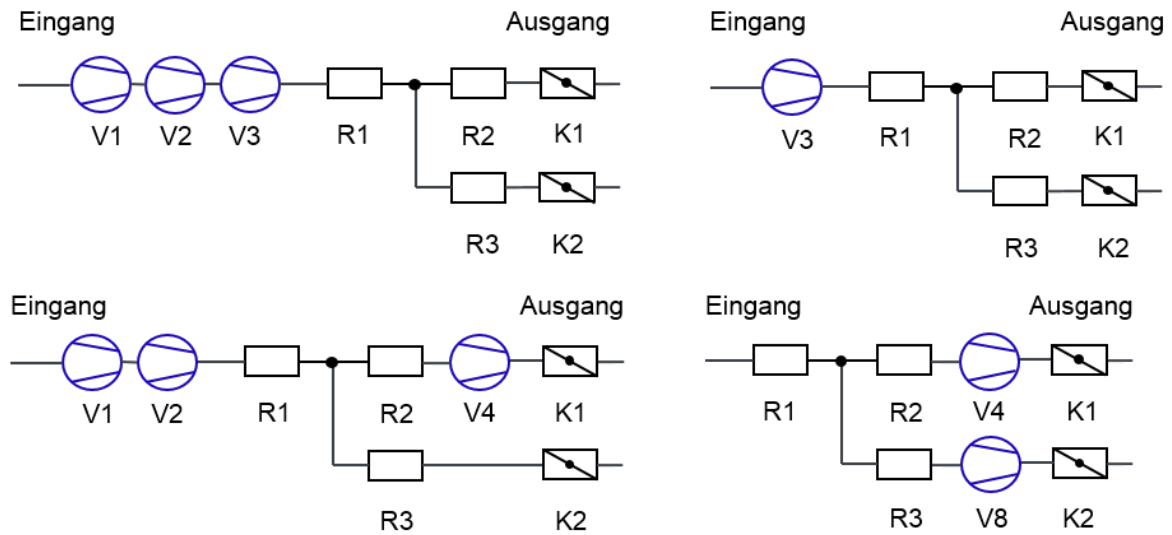 Eingang Ausgang
V1 V2 V3 R1 R2 K1
R3 K2
Eingang Ausgang
V3 R1 R2 K1
R3 K2
Eingang Ausgang
V1 V2 R1 R2 V4 K1
R3 K2
Eingang Ausgang
R1 R2 V4 K1
R3 V8 K2